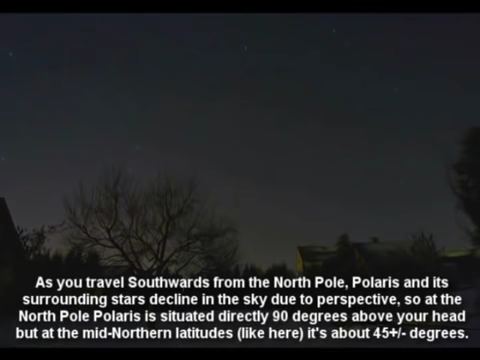 As you travel Southwards from the North Pole, Polaris and its
surrounding stars decline in the sky due to perspective, so at the
North Pole Polaris is situated directly 90 degrees above your head
but at the mid-Northern latitudes (like here) it's about 45+/- degrees.